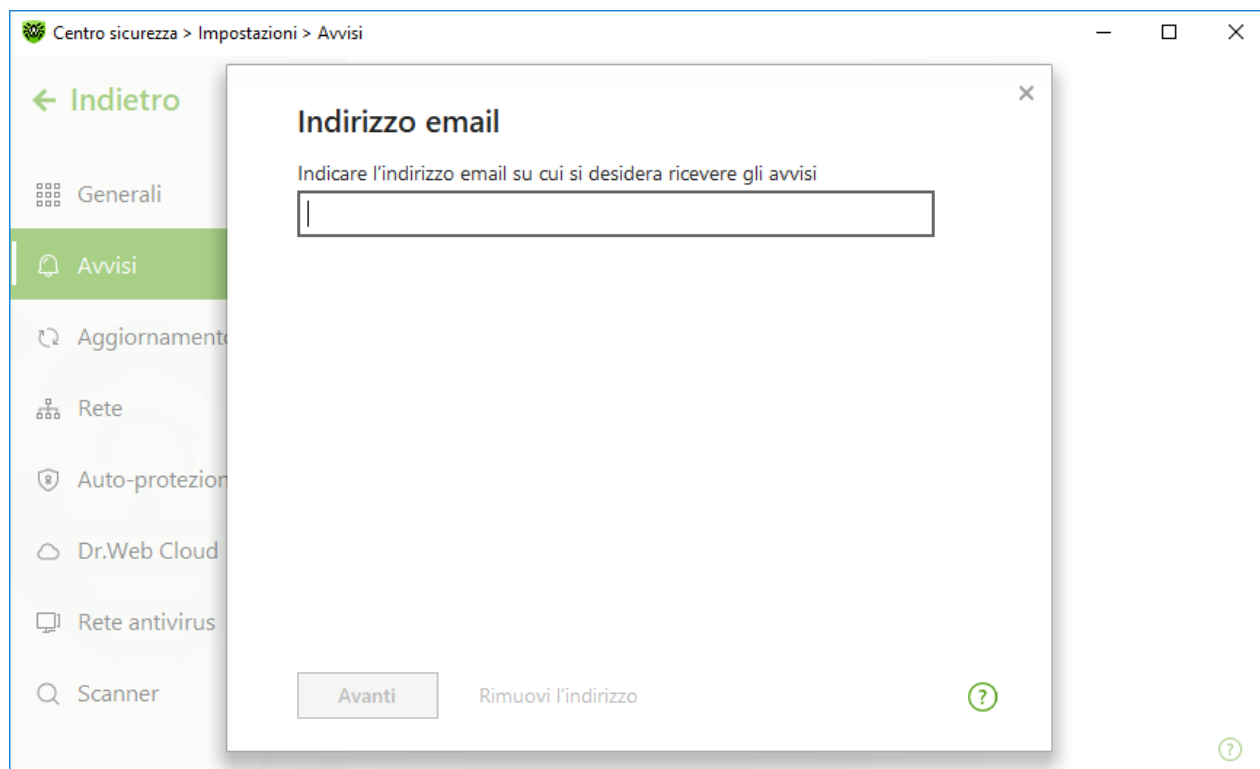 Centro sicurezza > Impostazioni > Avvisi
Indietro
Generali
Avvisi
Aggiornamento
Rete
Auto-protezion
Dr.Web Cloud
Rete antivirus
Scanner
Indirizzo email
Indicare l'indirizzo email su cui si desidera ricevere gli avvisi
Avanti
Rimuovi l'indirizzo
?
?